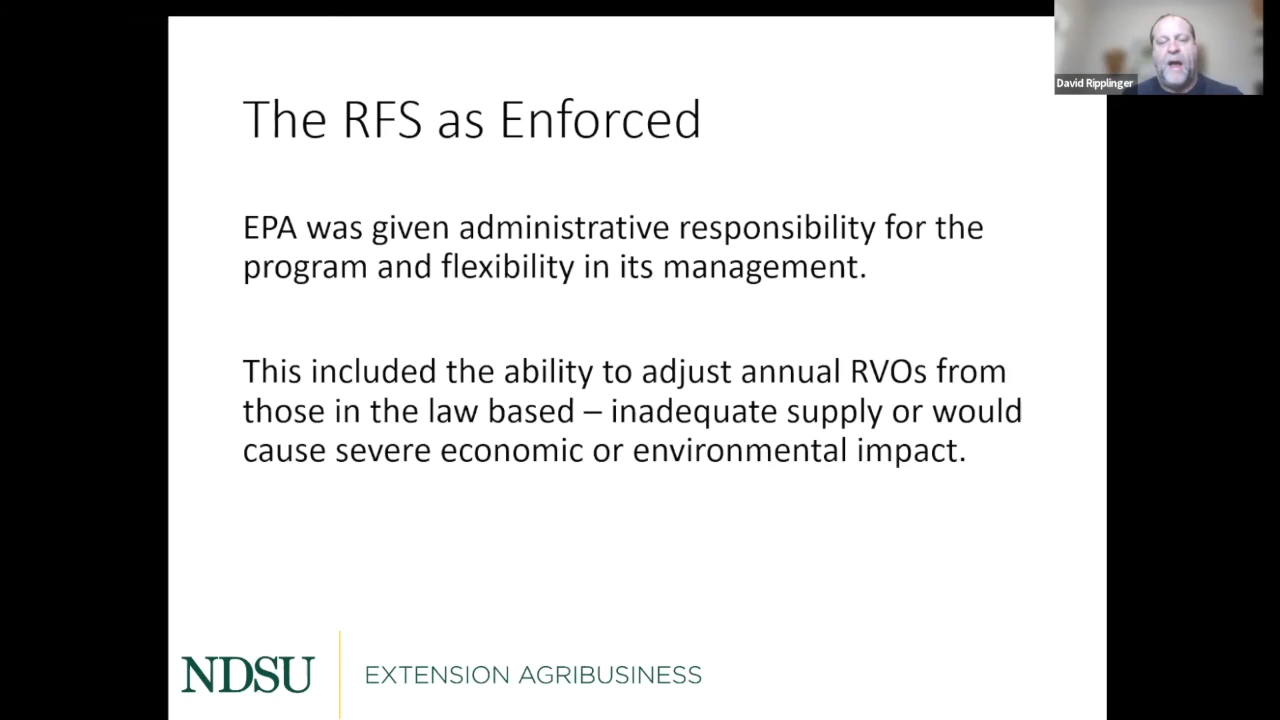 David Ripplinger
The RFS as Enforced
EPA was given administrative responsibility for the
program and flexibility in its management.
This included the ability to adjust annual RVOs from
those in the law based – inadequate supply or would
cause severe economic or environmental impact.
NDSU
EXTENSION AGRIBUSINESS